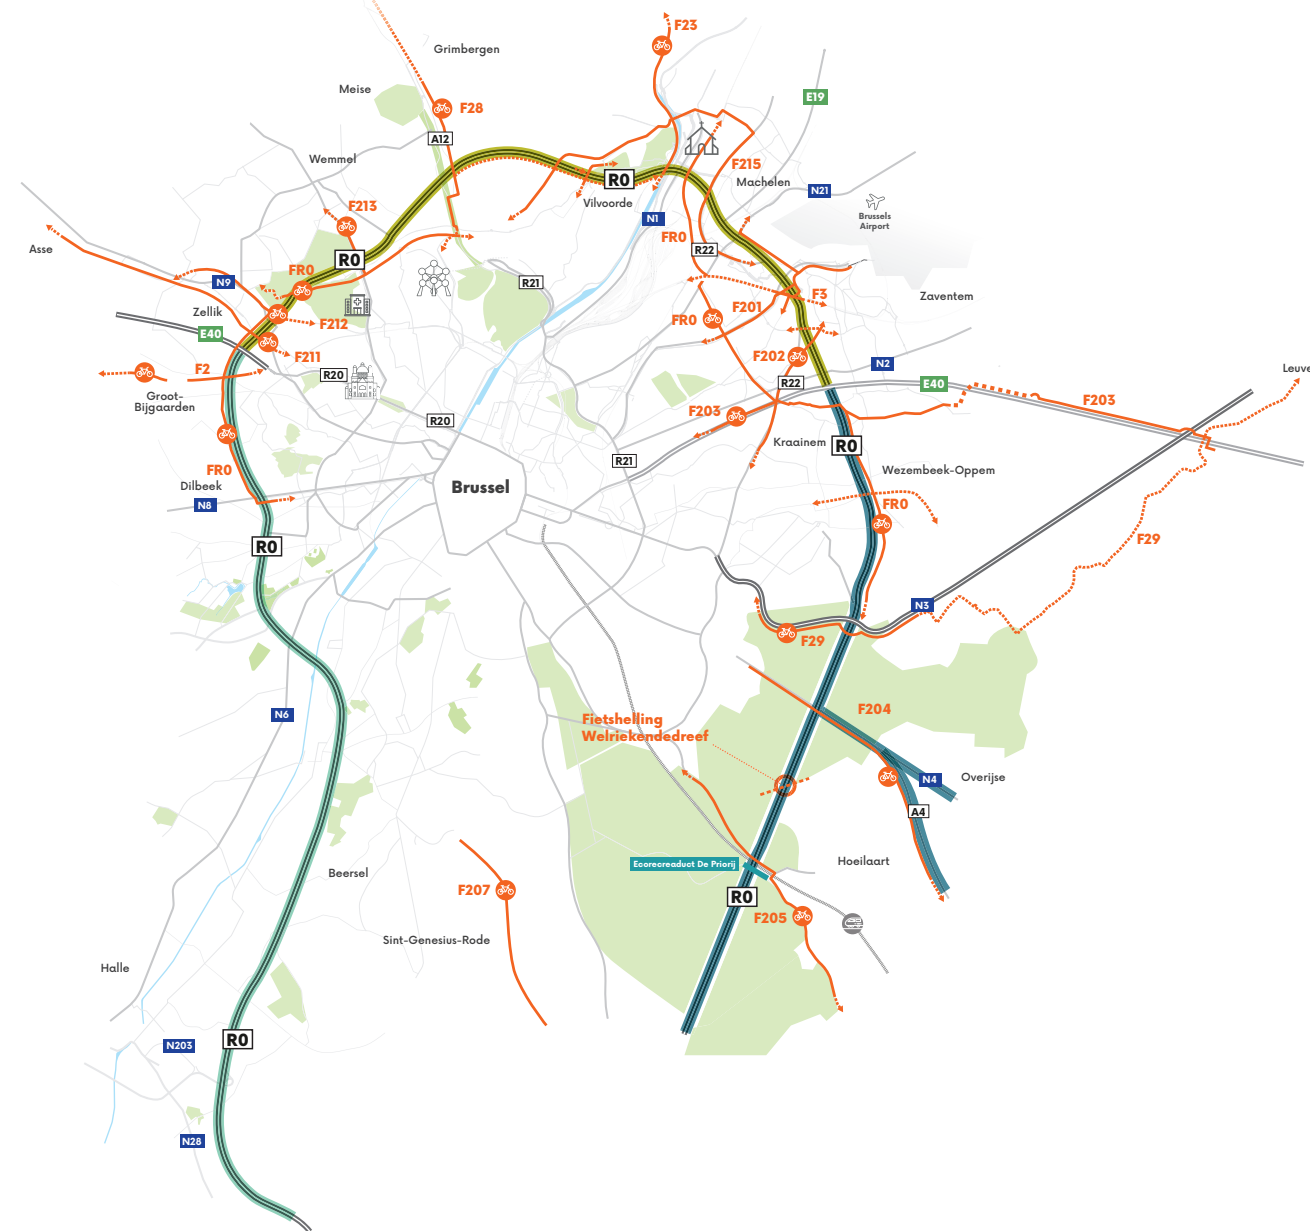 F23
Grimbergen
Meise
E19
F28
A12
Wemmel
F215
R0
Machelen
N21
Vilvoorde
F213
N1
Brussels
Airport
Asse
FR0
R22
R0
FR0
N9
R21
F3
Zaventem
Zellik
F201
FR0
F212
E40
F211
F202
N2
F2
R20
R22
E40
Leuve
Groot-
Bijgaarden
F203
F203
R20
Kraainem
R0
R21
FR0
Wezembeek-Oppem
Dilbeek
Brussel
N8
FR0
R0
F29
N3
F29
N6
F204
Fietshelling
Welriekendedreef
N4
Overijse
A4
Ecorecreaduct De Priorij
Hoeilaart
Beersel
F207
R0
F205
Sint-Genesius-Rode
Halle
R0
N203
N28